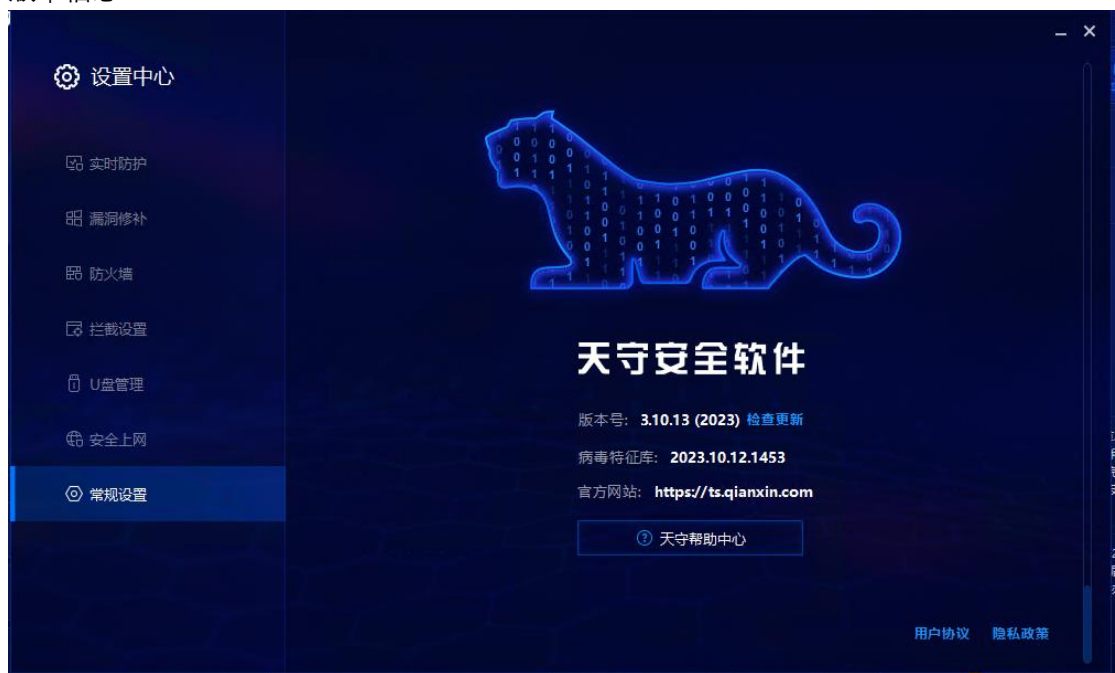 设置中心
实时防护
漏洞修补
防火墙
拦截设置
U盘管理
安全上网
常规设置
天守安全软件
版本号: 3.10.13 (2023) 检查更新
病毒特征库: 2023.10.12.1453
官方网站: https://ts.qianxin.com
天守帮助中心
用户协议 隐私政策